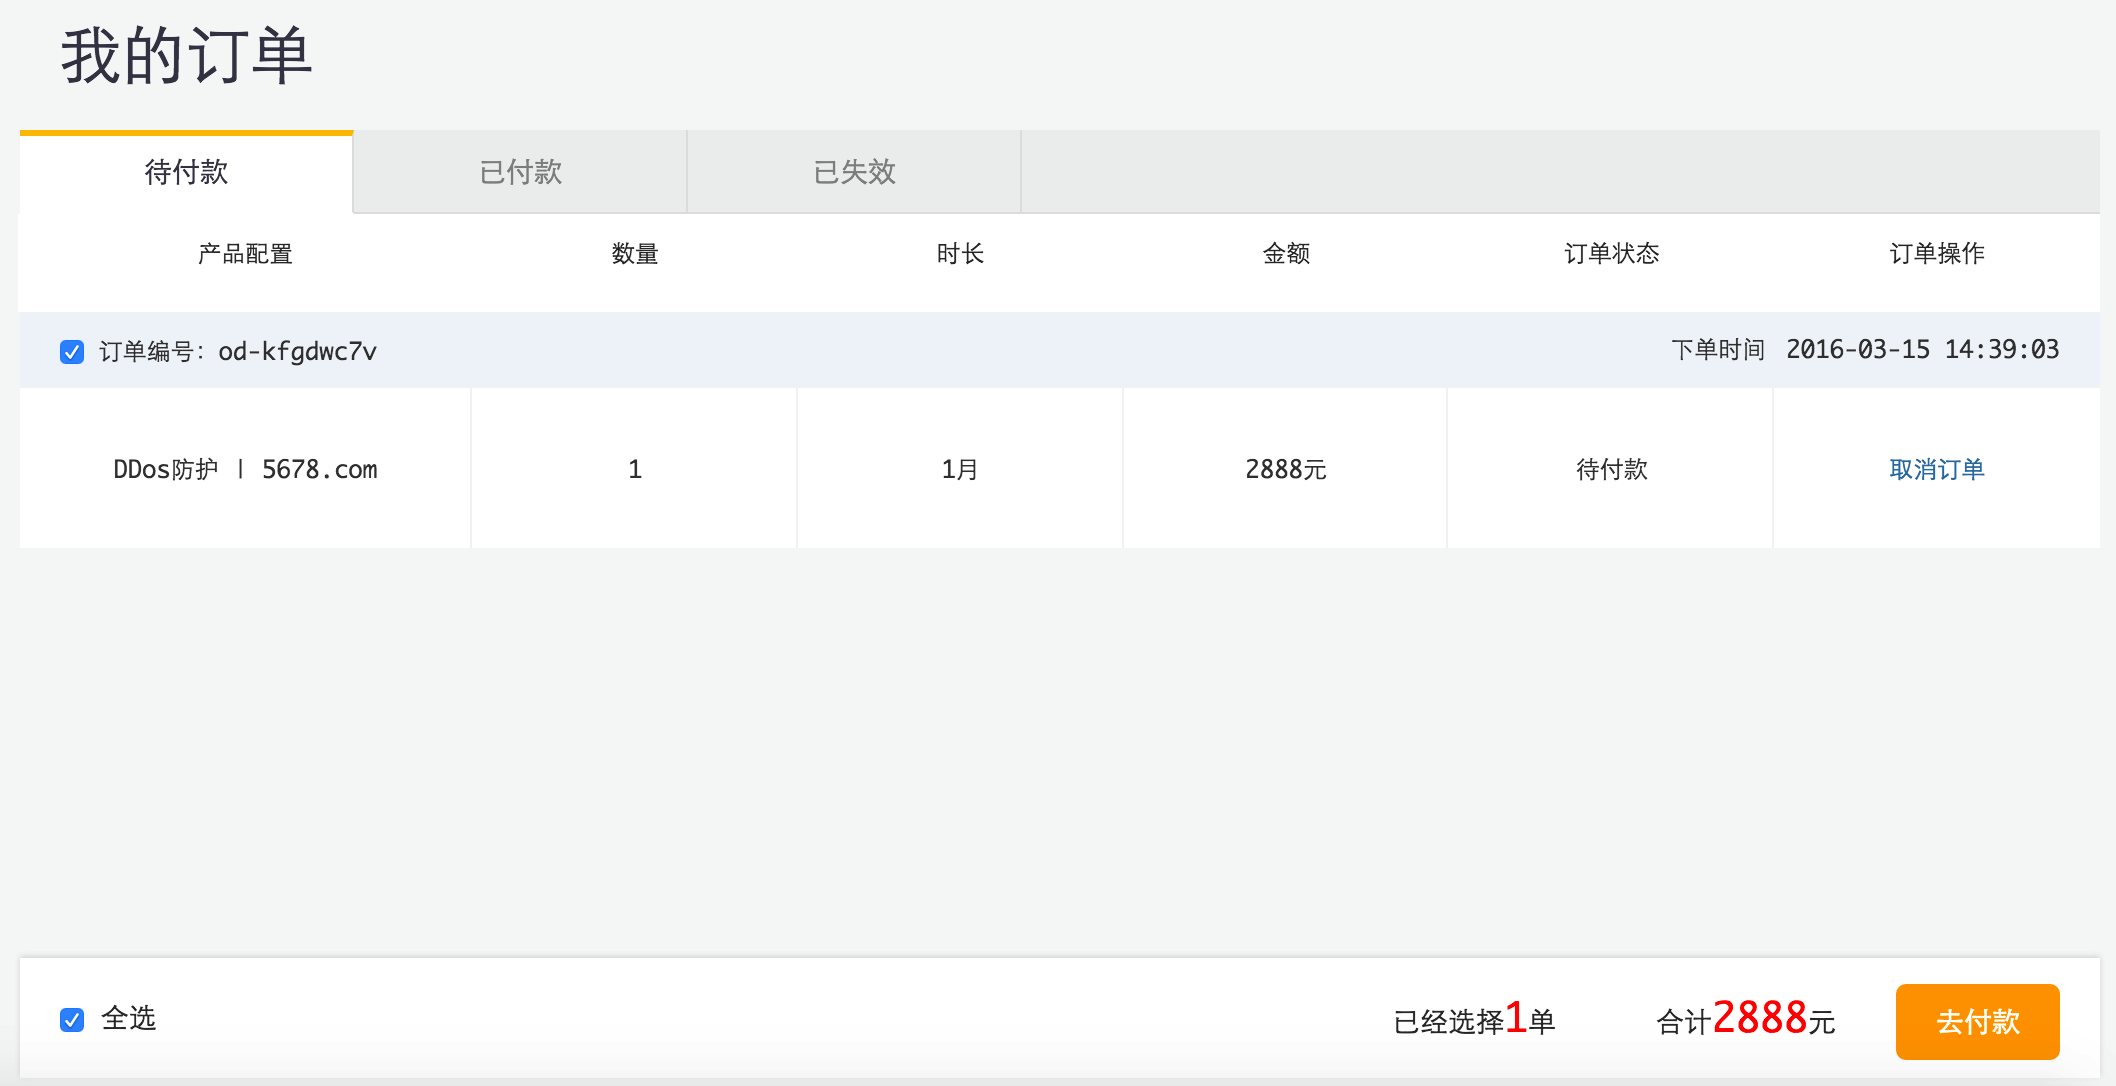 我的订单
待付款 已付款 已失效
产品配置 数量 时长 金额 订单状态 订单操作
订单编号：od-kfgdwc7v 下单时间 2016-03-15 14:39:03
DDos防护 | 5678.com 1 1月 2888元 待付款 取消订单
全选 已经选择1单 合计2888元 去付款